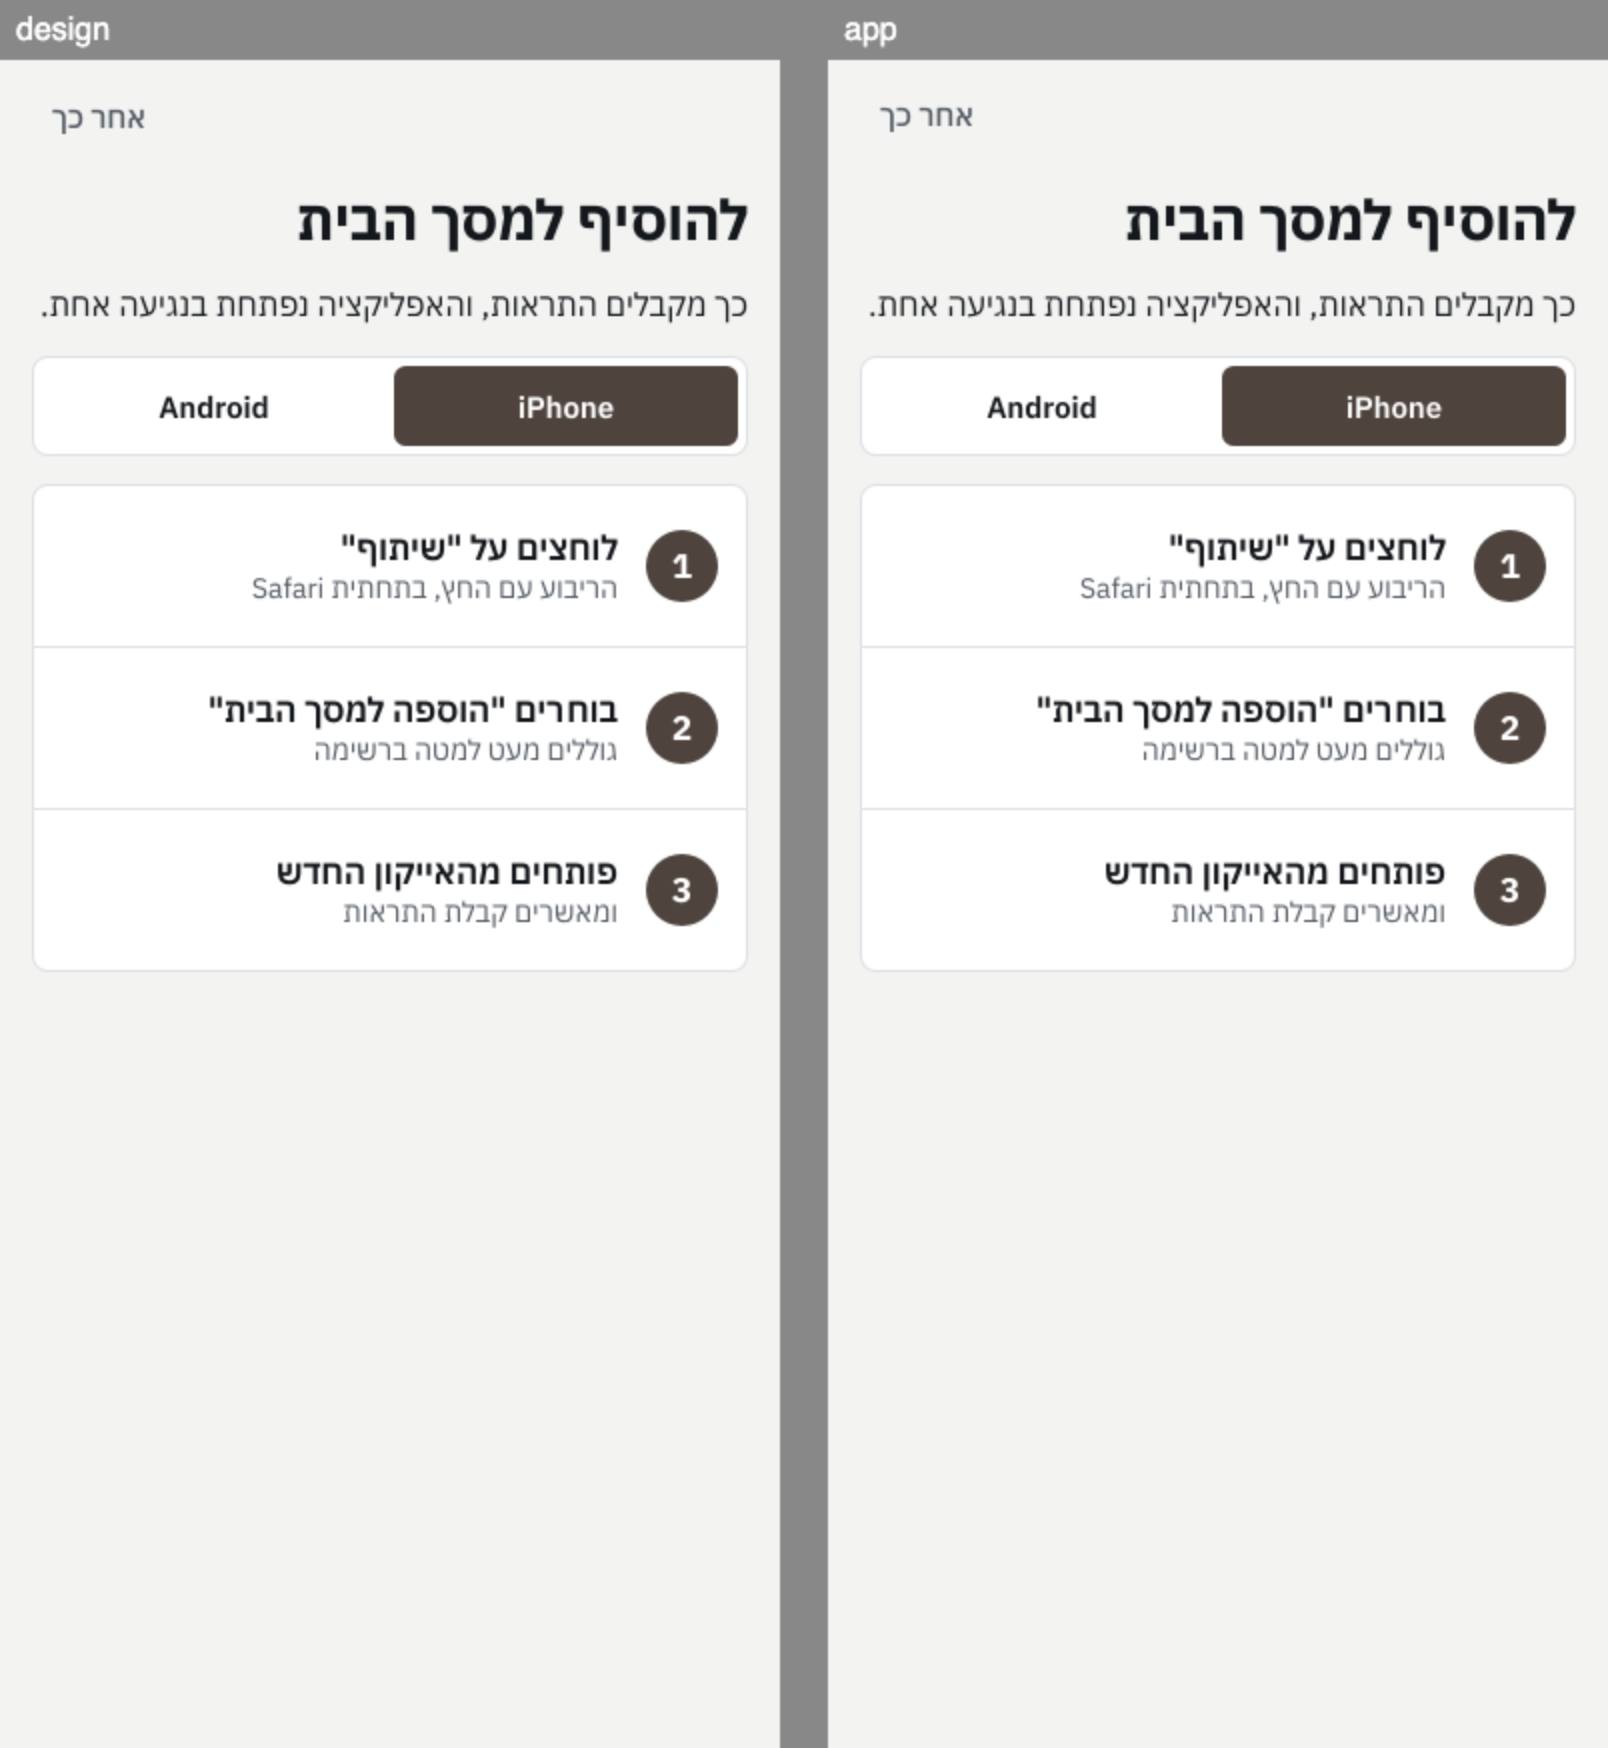 design
אחר כך
להוסיף למסך הבית
כך מקבלים התראות, והאפליקציה נפתחת בנגיעה אחת.
iPhone
Android
1
לוחצים על "שיתוף"
הריבוע עם החץ, בתחתית Safari
2
בוחרים "הוספה למסך הבית"
גוללים מעט למטה ברשימה
3
פותחים מהאייקון החדש
ומאשרים קבלת התראות
app
אחר כך
להוסיף למסך הבית
כך מקבלים התראות, והאפליקציה נפתחת בנגיעה אחת.
iPhone
Android
1
לוחצים על "שיתוף"
הריבוע עם החץ, בתחתית Safari
2
בוחרים "הוספה למסך הבית"
גוללים מעט למטה ברשימה
3
פותחים מהאייקון החדש
ומאשרים קבלת התראות